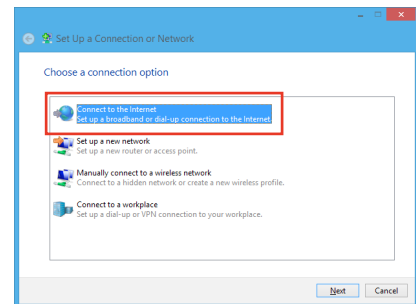 Set Up a Connection or Network
Choose a connection option
Connect to the Internet
Set up a broadband or dial-up connection to the Internet.
Set up a new network
Set up a new router or access point.
Manually connect to a wireless network
Connect to a hidden network or create a new wireless profile.
Connect to a workplace
Set up a dial-up or VPN connection to your workplace.
Next Cancel